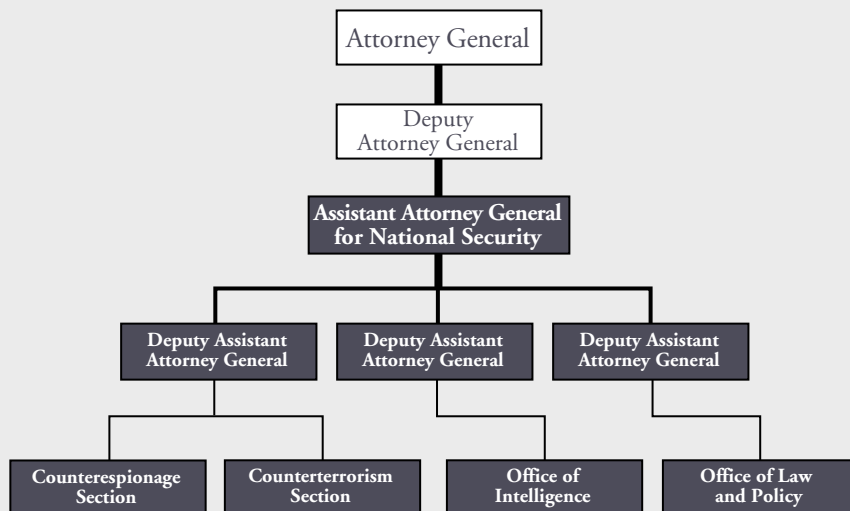 Attorney General
Deputy
Attorney General
Assistant Attorney General
for National Security
Deputy Assistant
Attorney General
Deputy Assistant
Attorney General
Deputy Assistant
Attorney General
Counterespionage
Section
Counterterrorism
Section
Office of
Intelligence
Office of Law
and Policy